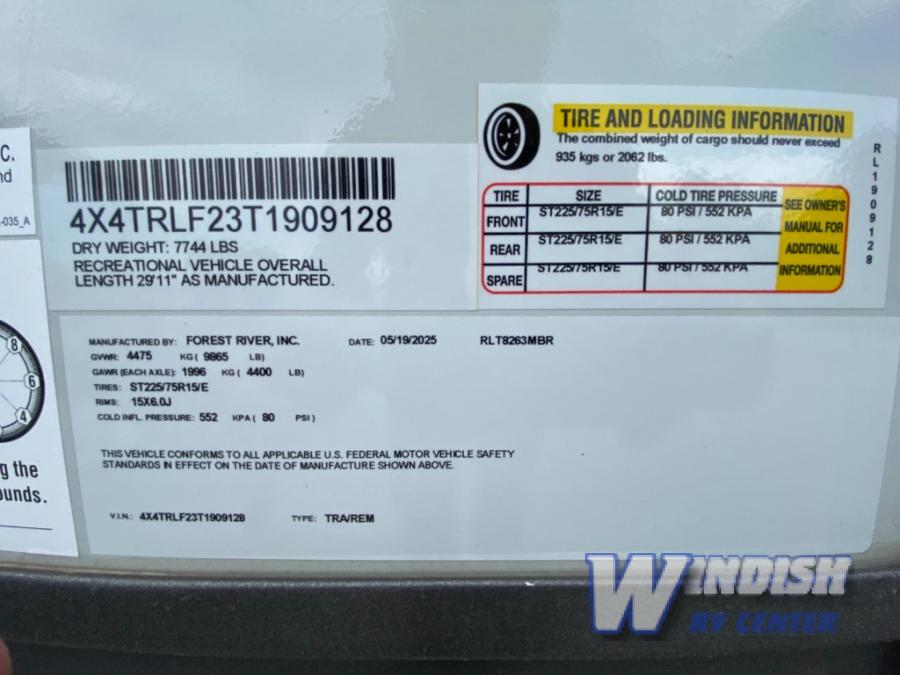 C.
nd
-035_A
8
6
4
g the
ounds.
4X4TRLF23T1909128
DRY WEIGHT: 7744 LBS
RECREATIONAL VEHICLE OVERALL
LENGTH 29'11" AS MANUFACTURED.
TIRE AND LOADING INFORMATION
The combined weight of cargo should never exceed
935 kgs or 2062 lbs.
TIRE SIZE COLD TIRE PRESSURE
FRONT ST225/75R15/E 80 PSI / 552 KPA
REAR ST225/75R15/E 80 PSI / 552 KPA
SPARE ST225/75R15/E 80 PSI / 552 KPA
SEE OWNER'S
MANUAL FOR
ADDITIONAL
INFORMATION
RL1909128
MANUFACTURED BY: FOREST RIVER, INC. DATE: 05/19/2025 RLT8263MBR
GVWR: 4475 KG ( 9865 LB)
GAWR (EACH AXLE): 1996 KG ( 4400 LB)
TIRES: ST225/75R15/E
RIMS: 15X6.0J
COLD INFL. PRESSURE: 552 KPA ( 80 PSI)
THIS VEHICLE CONFORMS TO ALL APPLICABLE U.S. FEDERAL MOTOR VEHICLE SAFETY
STANDARDS IN EFFECT ON THE DATE OF MANUFACTURE SHOWN ABOVE.
V.I.N.: 4X4TRLF23T1909128 TYPE: TRA/REM
WINDISH
RV CENTER